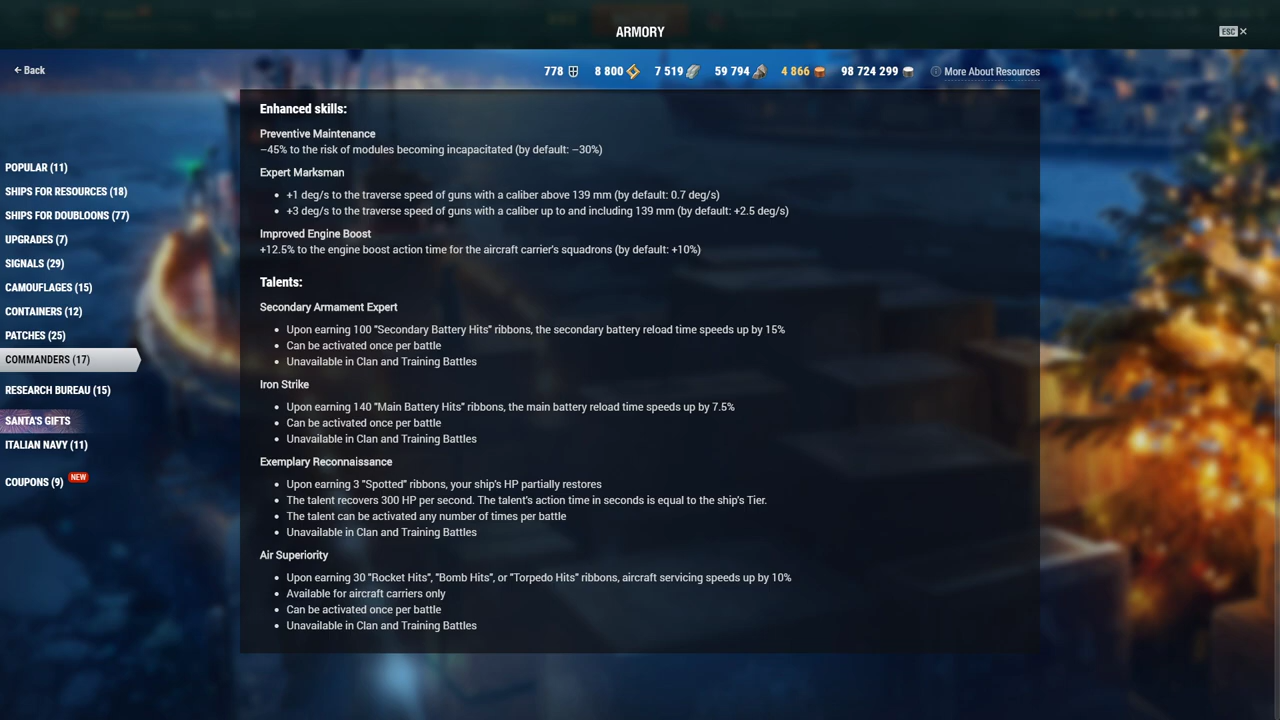 ARMORY
ESC ×
← Back
778 8 800 7 519 59 794 4 866 98 724 299 More About Resources
Enhanced skills:
Preventive Maintenance
–45% to the risk of modules becoming incapacitated (by default: –30%)
Expert Marksman
• +1 deg/s to the traverse speed of guns with a caliber above 139 mm (by default: 0.7 deg/s)
• +3 deg/s to the traverse speed of guns with a caliber up to and including 139 mm (by default: +2.5 deg/s)
Improved Engine Boost
+12.5% to the engine boost action time for the aircraft carrier's squadrons (by default: +10%)
Talents:
Secondary Armament Expert
• Upon earning 100 "Secondary Battery Hits" ribbons, the secondary battery reload time speeds up by 15%
• Can be activated once per battle
• Unavailable in Clan and Training Battles
Iron Strike
• Upon earning 140 "Main Battery Hits" ribbons, the main battery reload time speeds up by 7.5%
• Can be activated once per battle
• Unavailable in Clan and Training Battles
Exemplary Reconnaissance
• Upon earning 3 "Spotted" ribbons, your ship's HP partially restores
• The talent recovers 300 HP per second. The talent's action time in seconds is equal to the ship's Tier.
• The talent can be activated any number of times per battle
• Unavailable in Clan and Training Battles
Air Superiority
• Upon earning 30 "Rocket Hits", "Bomb Hits", or "Torpedo Hits" ribbons, aircraft servicing speeds up by 10%
• Available for aircraft carriers only
• Can be activated once per battle
• Unavailable in Clan and Training Battles
POPULAR (11)
SHIPS FOR RESOURCES (18)
SHIPS FOR DOUBLOONS (77)
UPGRADES (7)
SIGNALS (29)
CAMOUFLAGES (15)
CONTAINERS (12)
PATCHES (25)
COMMANDERS (17)
RESEARCH BUREAU (15)
SANTA'S GIFTS
ITALIAN NAVY (11)
COUPONS (9) NEW